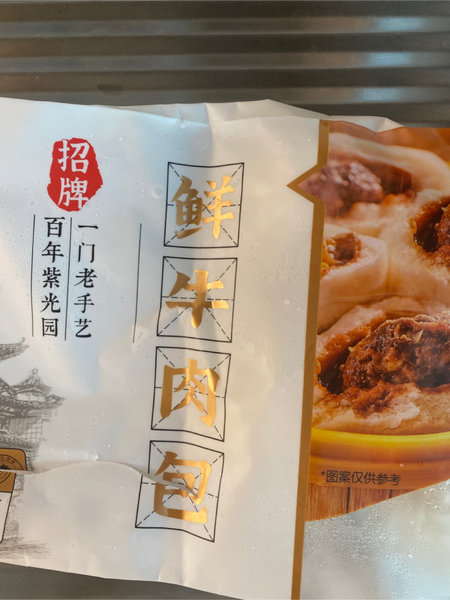 招牌
一门老手艺
百年紫光园
鲜牛肉包
*图案仅供参考